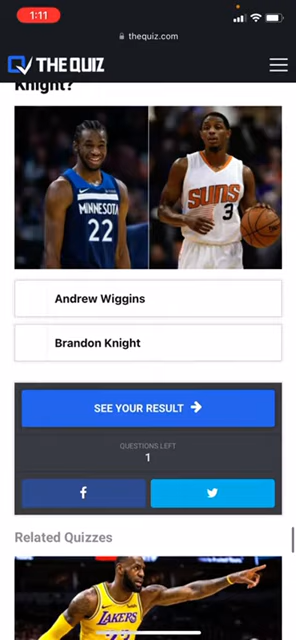 1:11
thequiz.com
THE QUIZ
Knight?
MINNESOTA
22
SUNS
3
Andrew Wiggins
Brandon Knight
SEE YOUR RESULT
QUESTIONS LEFT
1
Related Quizzes
LAKERS